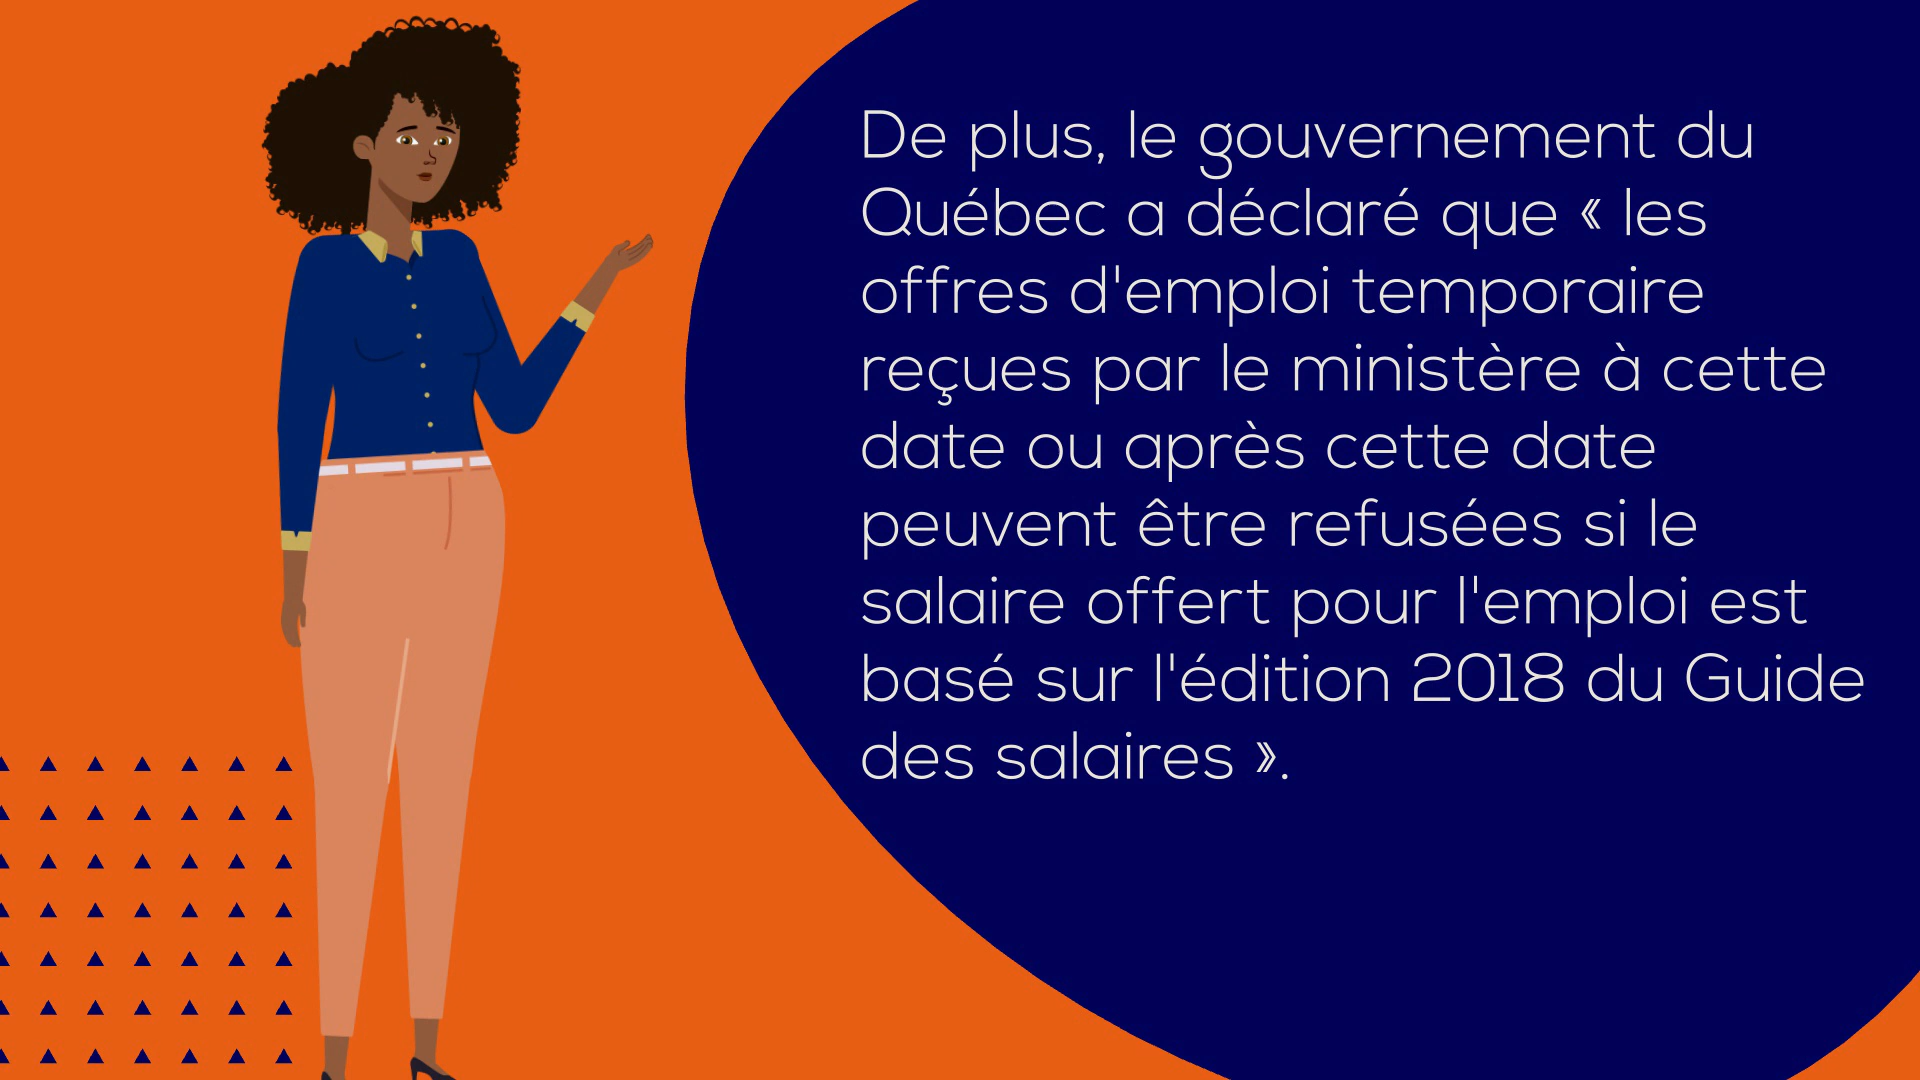 De plus, le gouvernement du
Québec a déclaré que « les
offres d'emploi temporaire
reçues par le ministère à cette
date ou après cette date
peuvent être refusées si le
salaire offert pour l'emploi est
basé sur l'édition 2018 du Guide
des salaires ».